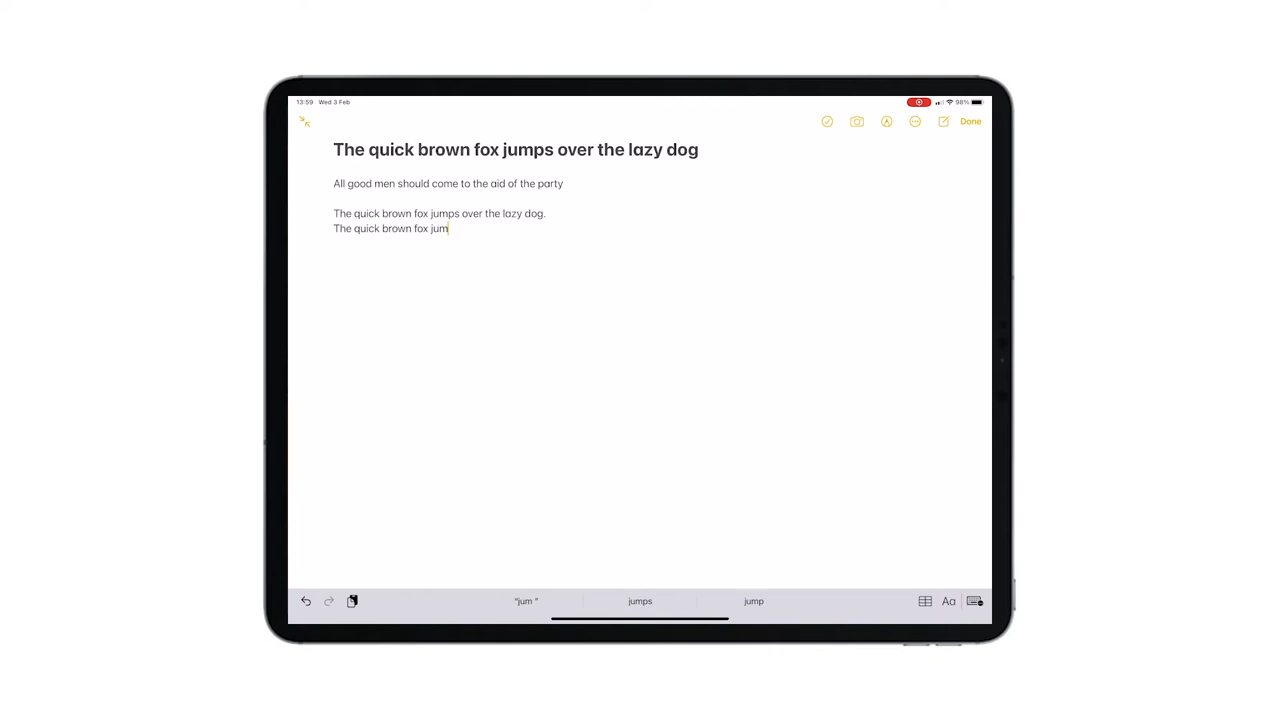 13:59 Wed 3 Feb 98%
Done
The quick brown fox jumps over the lazy dog
All good men should come to the aid of the party
The quick brown fox jumps over the lazy dog.
The quick brown fox jum
“jum ” jumps jump Aa